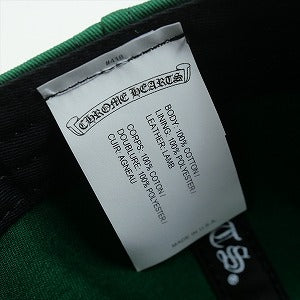 CHROME HEARTS
BODY: 100% COTTON/
LINING: 100% POLYESTER/
LEATHER: LAMB
CORPS: 100% COTON/
DOUBLURE: 100% POLYESTER/
CUIR: AGNEAU
MADE IN U.S.A.
TS.